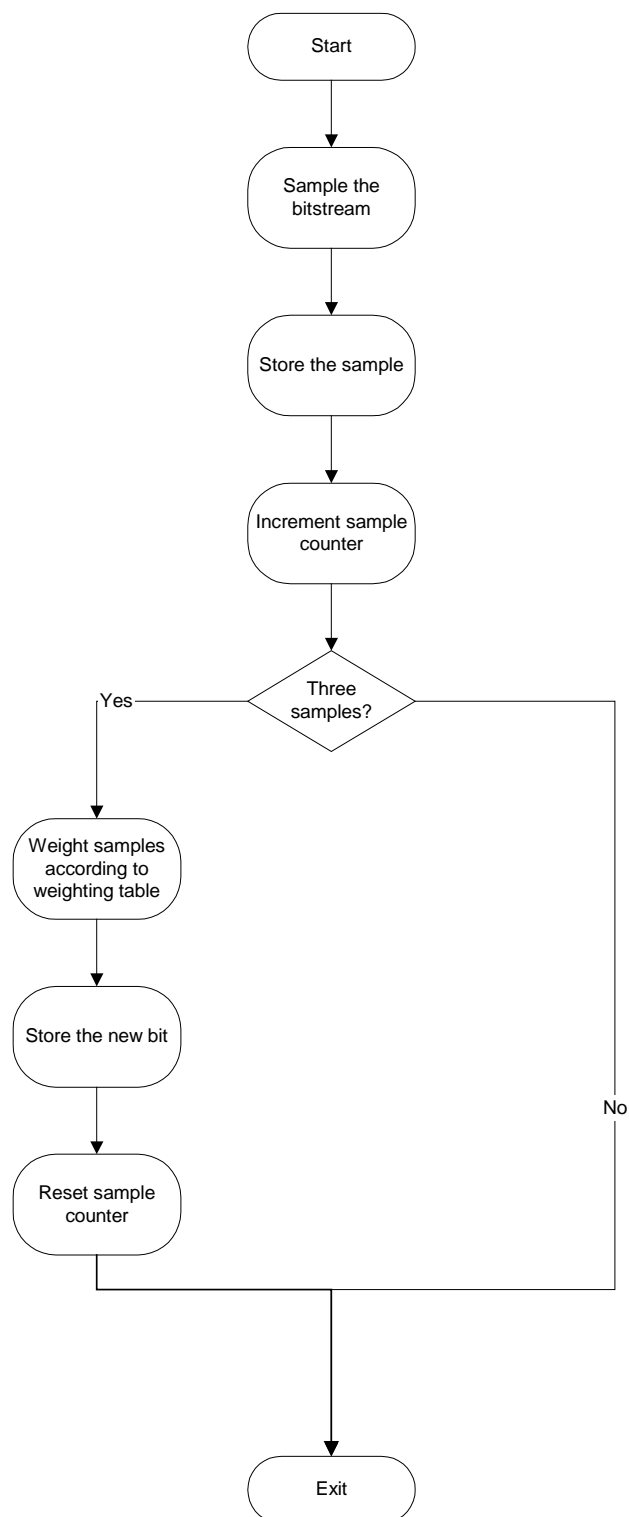 Start
Sample the
bitstream
Store the sample
Increment sample
counter
Three
samples?
Yes
Weight samples
according to
weighting table
Store the new bit
No
Reset sample
counter
Exit